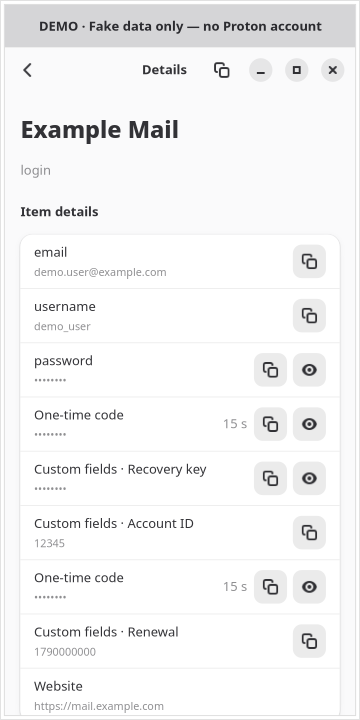 DEMO · Fake data only — no Proton account
Details
Example Mail
login
Item details
email
demo.user@example.com
username
demo_user
password
••••••••
One-time code
••••••••
15 s
Custom fields · Recovery key
••••••••
Custom fields · Account ID
12345
One-time code
••••••••
15 s
Custom fields · Renewal
1790000000
Website
https://mail.example.com